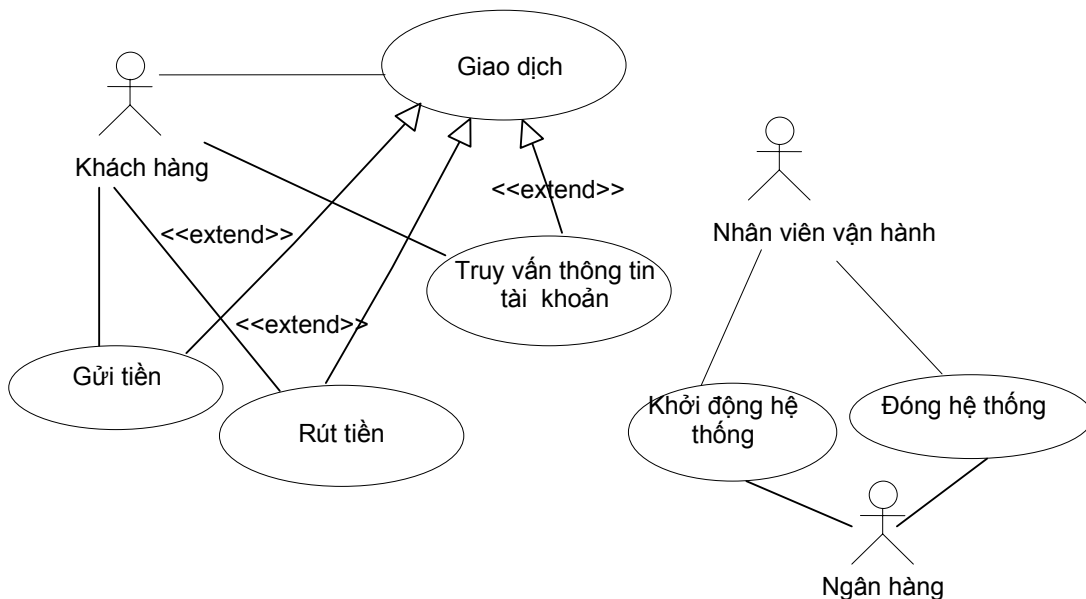 Giao dịch
Khách hàng
<<extend>>
Nhân viên vận hành
<<extend>>
Truy vấn thông tin
tài khoản
<<extend>>
Gửi tiền
Rút tiền
Khởi động hệ
thống
Đóng hệ thống
Ngân hàng